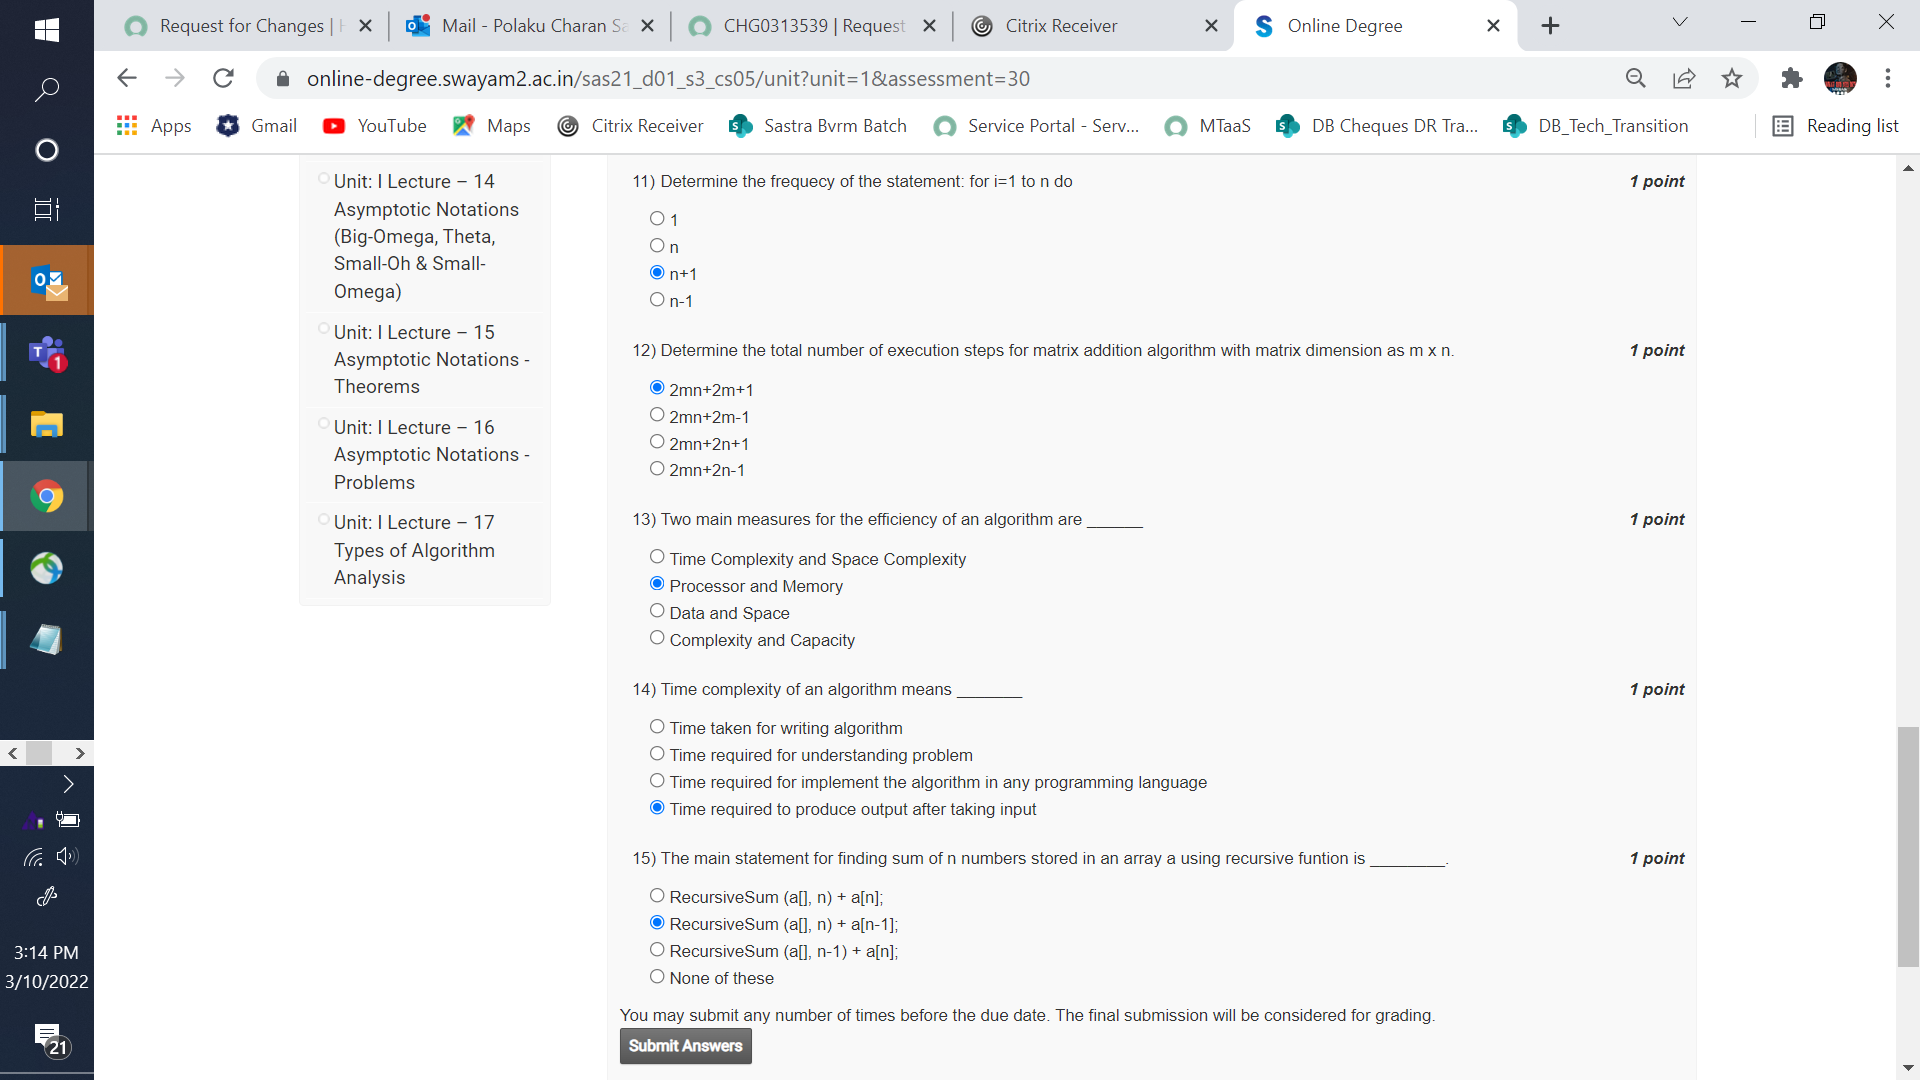 Request for Changes | H
Mail - Polaku Charan Sa
CHG0313539 | Request
Citrix Receiver
Online Degree
online-degree.swayam2.ac.in/sas21_d01_s3_cs05/unit?unit=1&assessment=30
Apps
Gmail
YouTube
Maps
Citrix Receiver
Sastra Bvrm Batch
Service Portal - Serv...
MTaaS
DB Cheques DR Tra...
DB_Tech_Transition
Reading list
Unit: I Lecture – 14
Asymptotic Notations
(Big-Omega, Theta,
Small-Oh & Small-
Omega)
Unit: I Lecture – 15
Asymptotic Notations -
Theorems
Unit: I Lecture – 16
Asymptotic Notations -
Problems
Unit: I Lecture – 17
Types of Algorithm
Analysis
11) Determine the frequecy of the statement: for i=1 to n do
1 point
1
n
n+1
n-1
12) Determine the total number of execution steps for matrix addition algorithm with matrix dimension as m x n.
1 point
2mn+2m+1
2mn+2m-1
2mn+2n+1
2mn+2n-1
13) Two main measures for the efficiency of an algorithm are ______
1 point
Time Complexity and Space Complexity
Processor and Memory
Data and Space
Complexity and Capacity
14) Time complexity of an algorithm means _______
1 point
Time taken for writing algorithm
Time required for understanding problem
Time required for implement the algorithm in any programming language
Time required to produce output after taking input
15) The main statement for finding sum of n numbers stored in an array a using recursive funtion is ________.
1 point
RecursiveSum (a[], n) + a[n];
RecursiveSum (a[], n) + a[n-1];
RecursiveSum (a[], n-1) + a[n];
None of these
You may submit any number of times before the due date. The final submission will be considered for grading.
Submit Answers
1
3:14 PM
3/10/2022
21